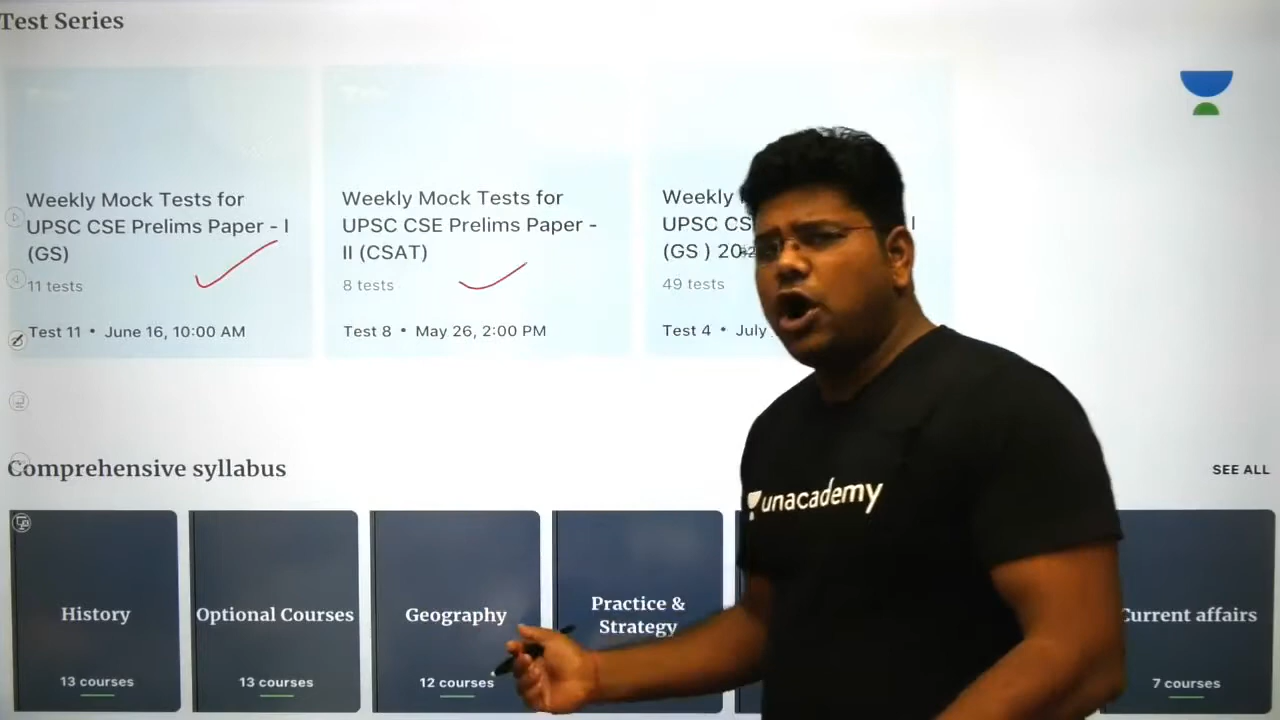 Test Series
Weekly Mock Tests for
UPSC CSE Prelims Paper - I
(GS)
11 tests
Test 11 • June 16, 10:00 AM
Weekly Mock Tests for
UPSC CSE Prelims Paper -
II (CSAT)
8 tests
Test 8 • May 26, 2:00 PM
Weekly
UPSC CS I
(GS ) 20
49 tests
Test 4 • July
unacademy
Comprehensive syllabus
SEE ALL
History
13 courses
Optional Courses
13 courses
Geography
12 courses
Practice &
Strategy
Current affairs
7 courses